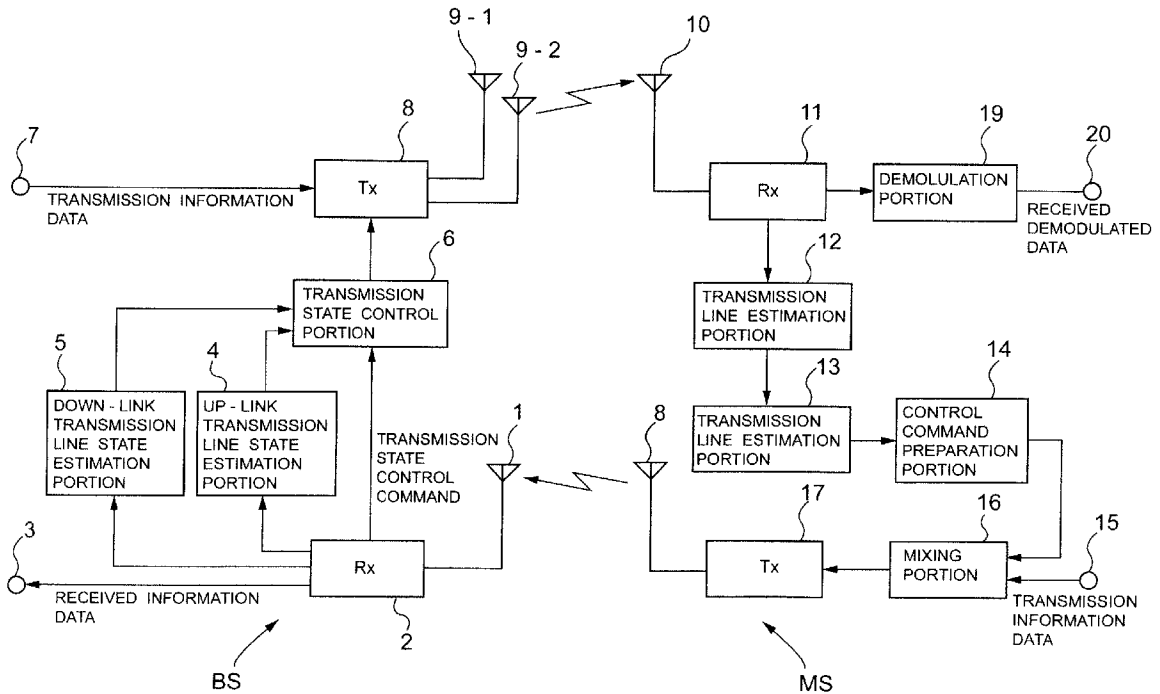 9 - 1
9 - 2
10
7
8
11
19
20
Tx
Rx
DEMOLULATION
PORTION
TRANSMISSION INFORMATION
DATA
RECEIVED
DEMODULATED
DATA
6
12
TRANSMISSION
STATE CONTROL
PORTION
TRANSMISSION
LINE ESTIMATION
PORTION
5
4
13
14
DOWN - LINK
TRANSMISSION
LINE STATE
ESTIMATION
PORTION
UP - LINK
TRANSMISSION
LINE STATE
ESTIMATION
PORTION
TRANSMISSION
STATE
CONTROL
COMMAND
1
8
TRANSMISSION
LINE ESTIMATION
PORTION
CONTROL
COMMAND
PREPARATION
PORTION
3
17
16
15
Rx
Tx
MIXING
PORTION
RECEIVED INFORMATION
DATA
2
TRANSMISSION
INFORMATION
DATA
BS
MS